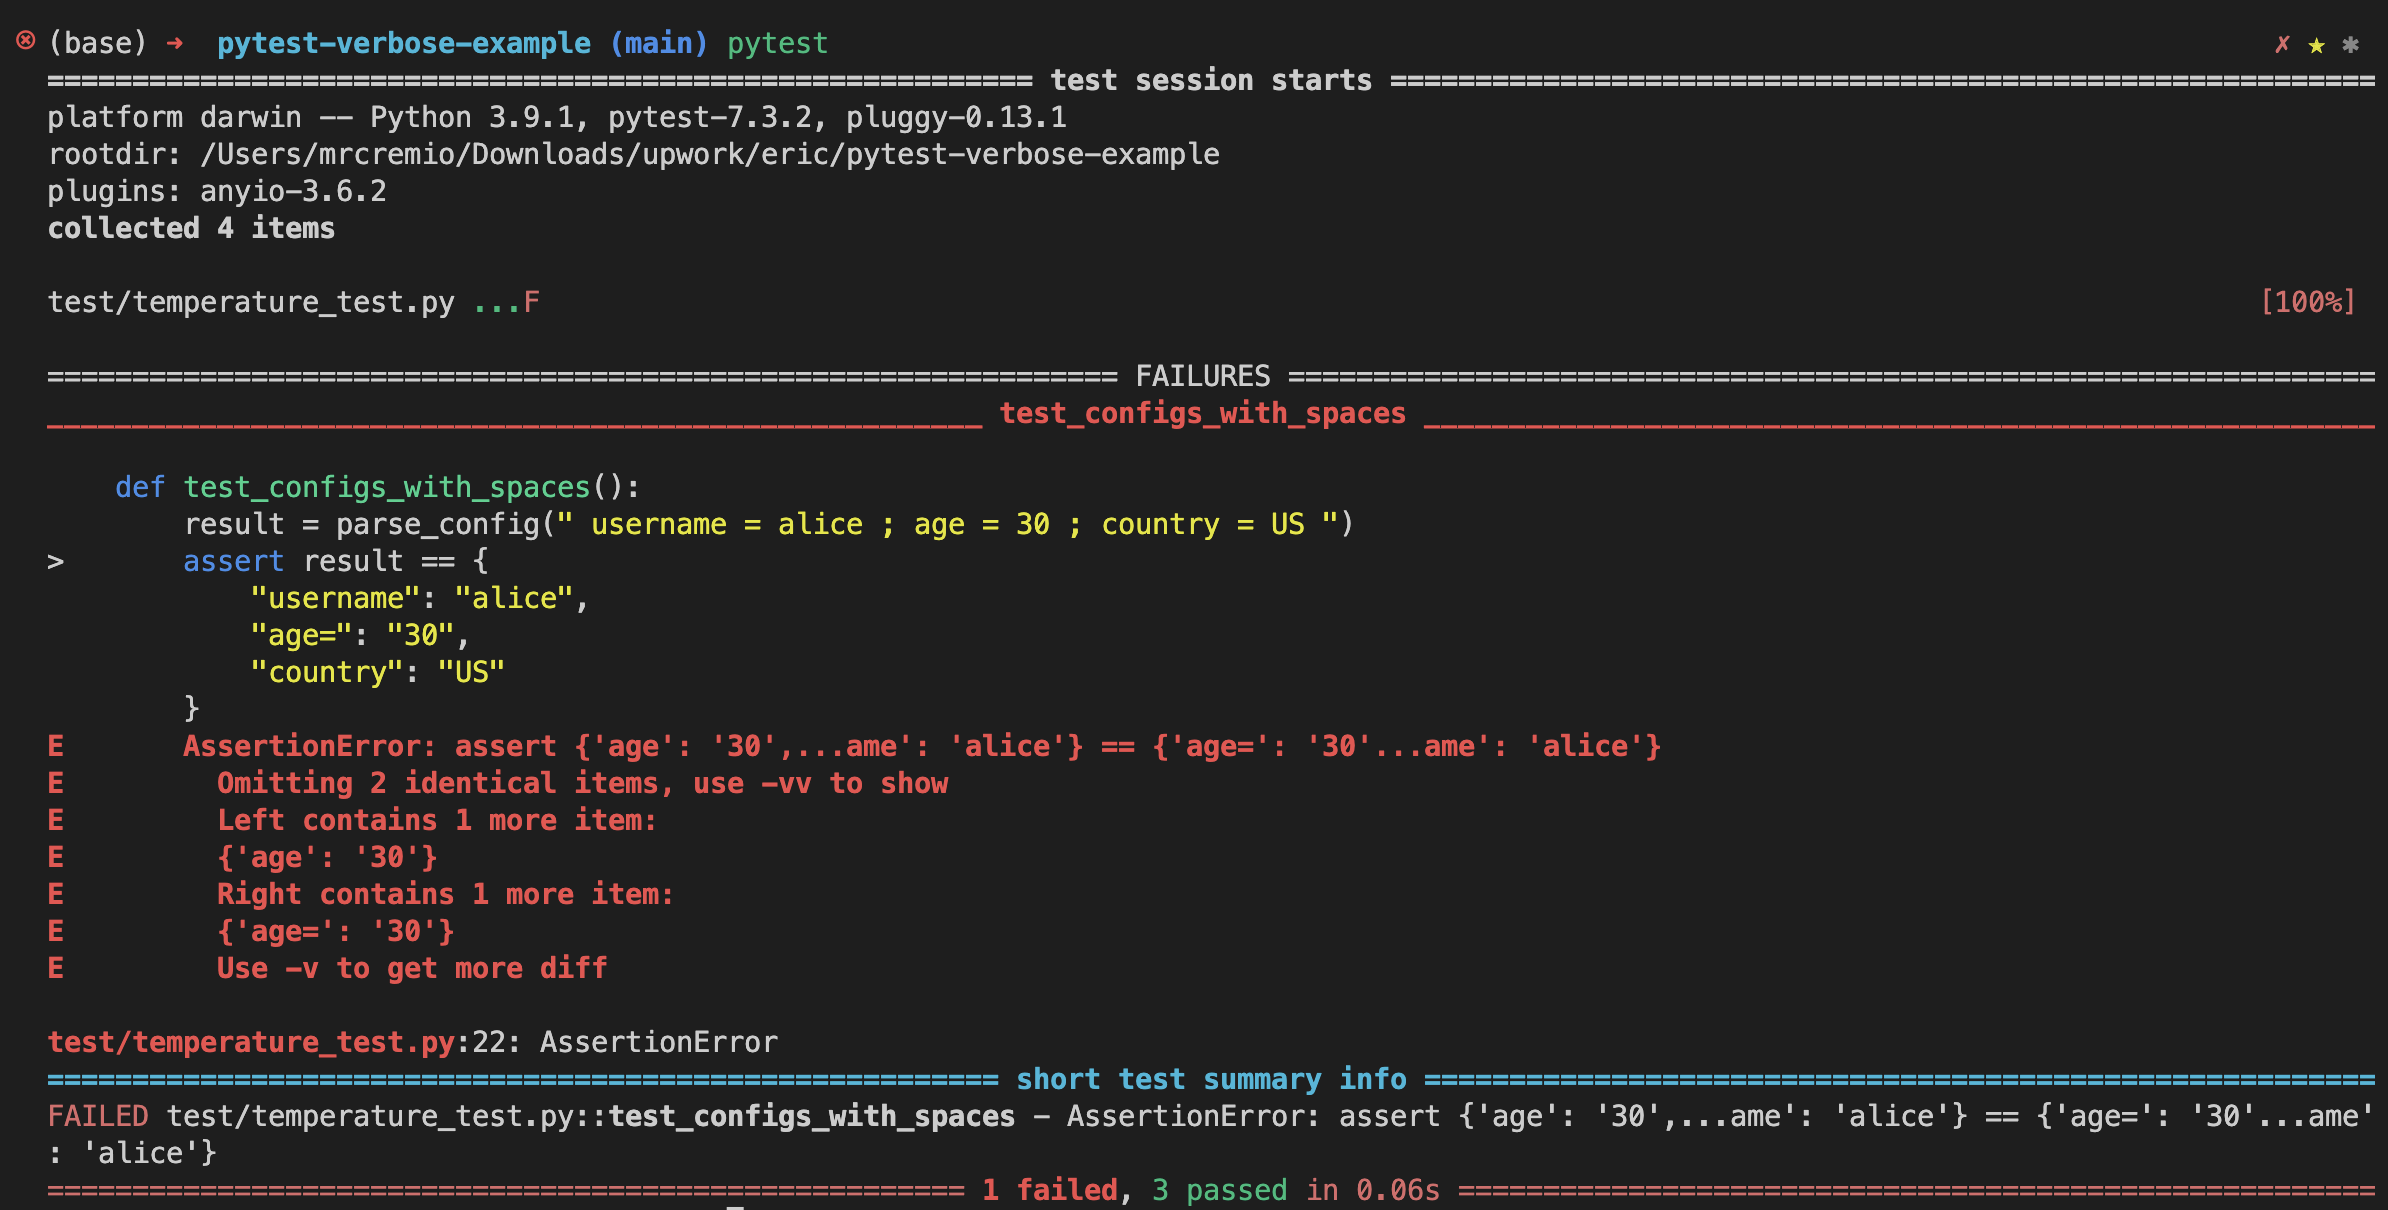 (base) ➜ pytest-verbose-example (main) pytest ✗ ★ ✱
========================================================== test session starts ==========================================================
platform darwin -- Python 3.9.1, pytest-7.3.2, pluggy-0.13.1
rootdir: /Users/mrcremio/Downloads/upwork/eric/pytest-verbose-example
plugins: anyio-3.6.2
collected 4 items
test/temperature_test.py ...F [100%]
=============================================================== FAILURES ================================================================
_______________________________________________________ test_configs_with_spaces ________________________________________________________
    def test_configs_with_spaces():
        result = parse_config(" username = alice ; age = 30 ; country = US ")
>       assert result == {
            "username": "alice",
            "age=": "30",
            "country": "US"
        }
E       AssertionError: assert {'age': '30',...ame': 'alice'} == {'age=': '30'...ame': 'alice'}
E         Omitting 2 identical items, use -vv to show
E         Left contains 1 more item:
E         {'age': '30'}
E         Right contains 1 more item:
E         {'age=': '30'}
E         Use -v to get more diff
test/temperature_test.py:22: AssertionError
======================================================== short test summary info ========================================================
FAILED test/temperature_test.py::test_configs_with_spaces - AssertionError: assert {'age': '30',...ame': 'alice'} == {'age=': '30'...ame'
: 'alice'}
====================================================== 1 failed, 3 passed in 0.06s ======================================================